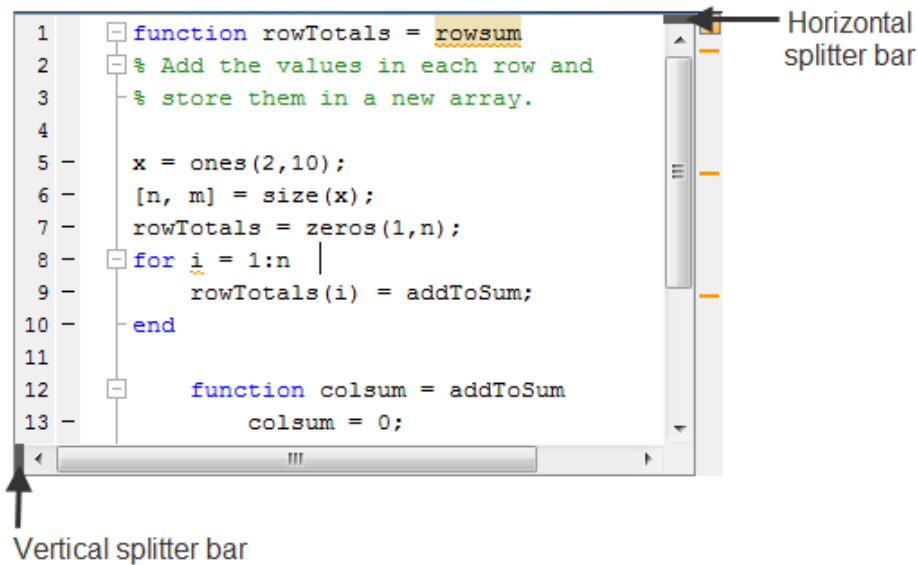 1 function rowTotals = rowsum
2 % Add the values in each row and
3 % store them in a new array.
4
5 – x = ones(2,10);
6 – [n, m] = size(x);
7 – rowTotals = zeros(1,n);
8 – for i = 1:n
9 – rowTotals(i) = addToSum;
10 – end
11
12 function colsum = addToSum
13 – colsum = 0;
Horizontal
splitter bar
Vertical splitter bar